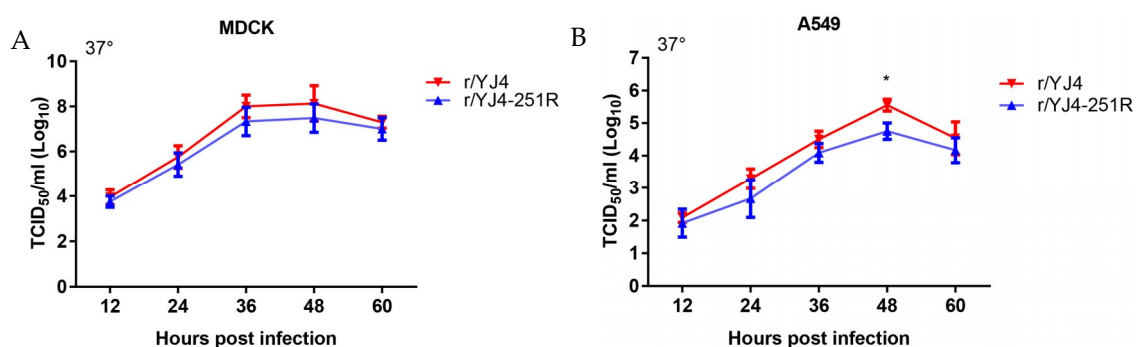 A
MDCK
37°
10
8
6
4
2
0
TCID50/ml (Log10)
12 24 36 48 60
Hours post infection
r/YJ4
r/YJ4-251R
B
A549
37°
7
6
5
4
3
2
1
0
TCID50/ml (Log10)
*
12 24 36 48 60
Hours post infection
r/YJ4
r/YJ4-251R